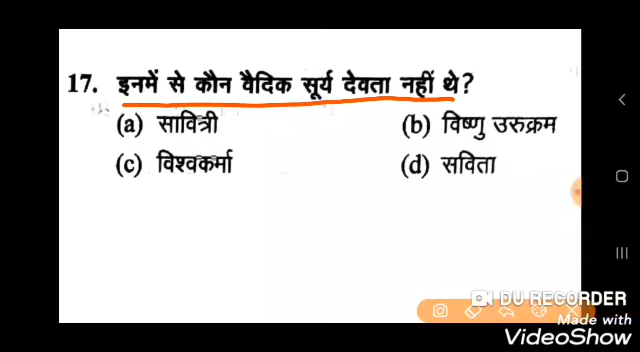 17. इनमें से कौन वैदिक सूर्य देवता नहीं थे?
(a) सावित्री (b) विष्णु उरुक्रम
(c) विश्वकर्मा (d) सविता
DU RECORDER
Made with
VideoShow